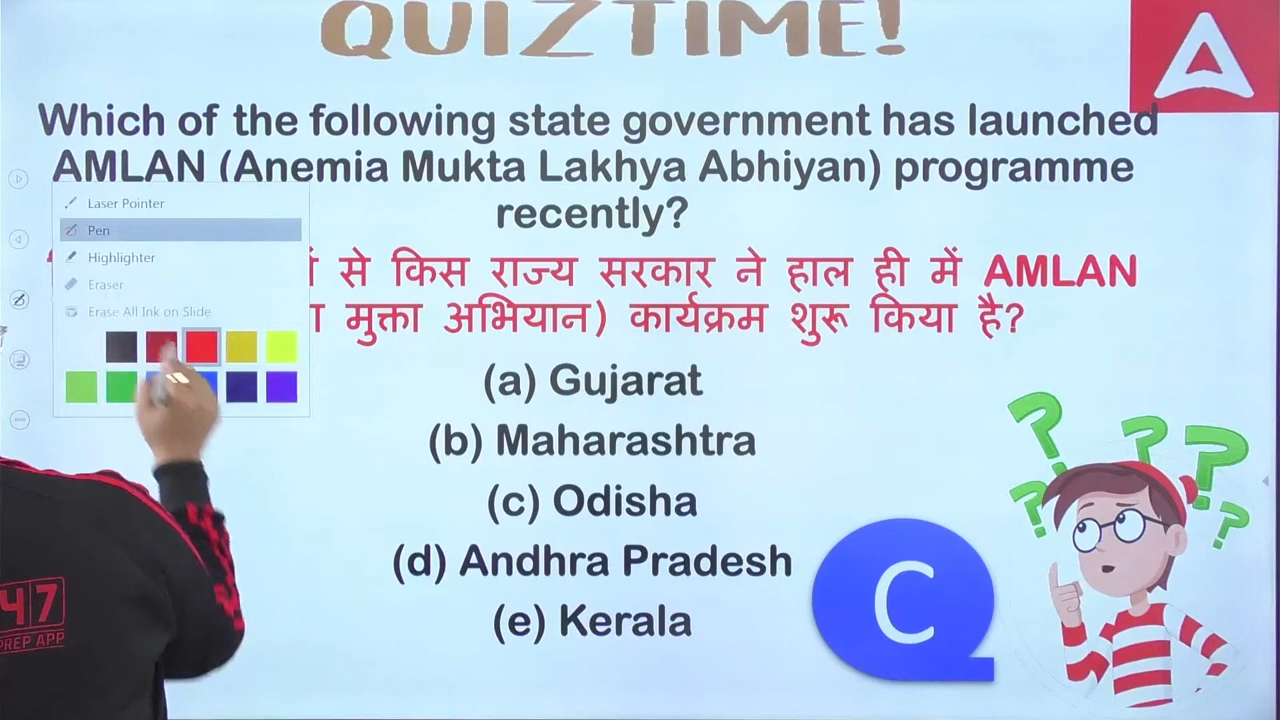 QUIZ TIME!
Which of the following state government has launched
AMLAN (Anemia Mukta Lakhya Abhiyan) programme
recently?
से किस राज्य सरकार ने हाल ही में AMLAN
मुक्ता अभियान) कार्यक्रम शुरू किया है?
Laser Pointer
Pen
Highlighter
Eraser
Erase All Ink on Slide
(a) Gujarat
(b) Maharashtra
(c) Odisha
(d) Andhra Pradesh
(e) Kerala
C
47
PREP APP